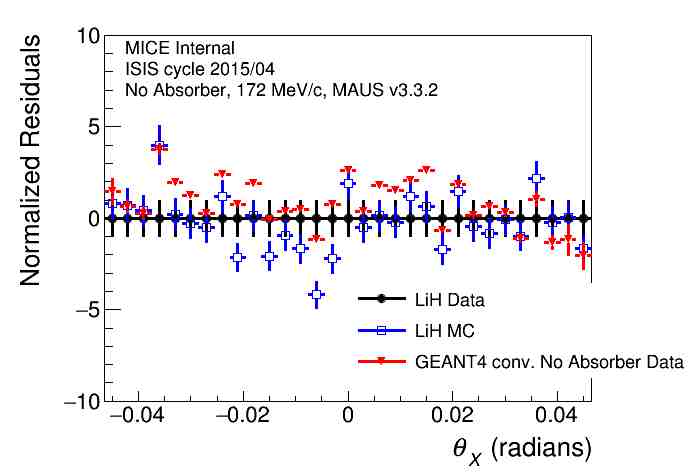 Normalized Residuals
10
5
0
−5
−10
MICE Internal
ISIS cycle 2015/04
No Absorber, 172 MeV/c, MAUS v3.3.2
LiH Data
LiH MC
GEANT4 conv. No Absorber Data
−0.04 −0.02 0 0.02 0.04
θX (radians)